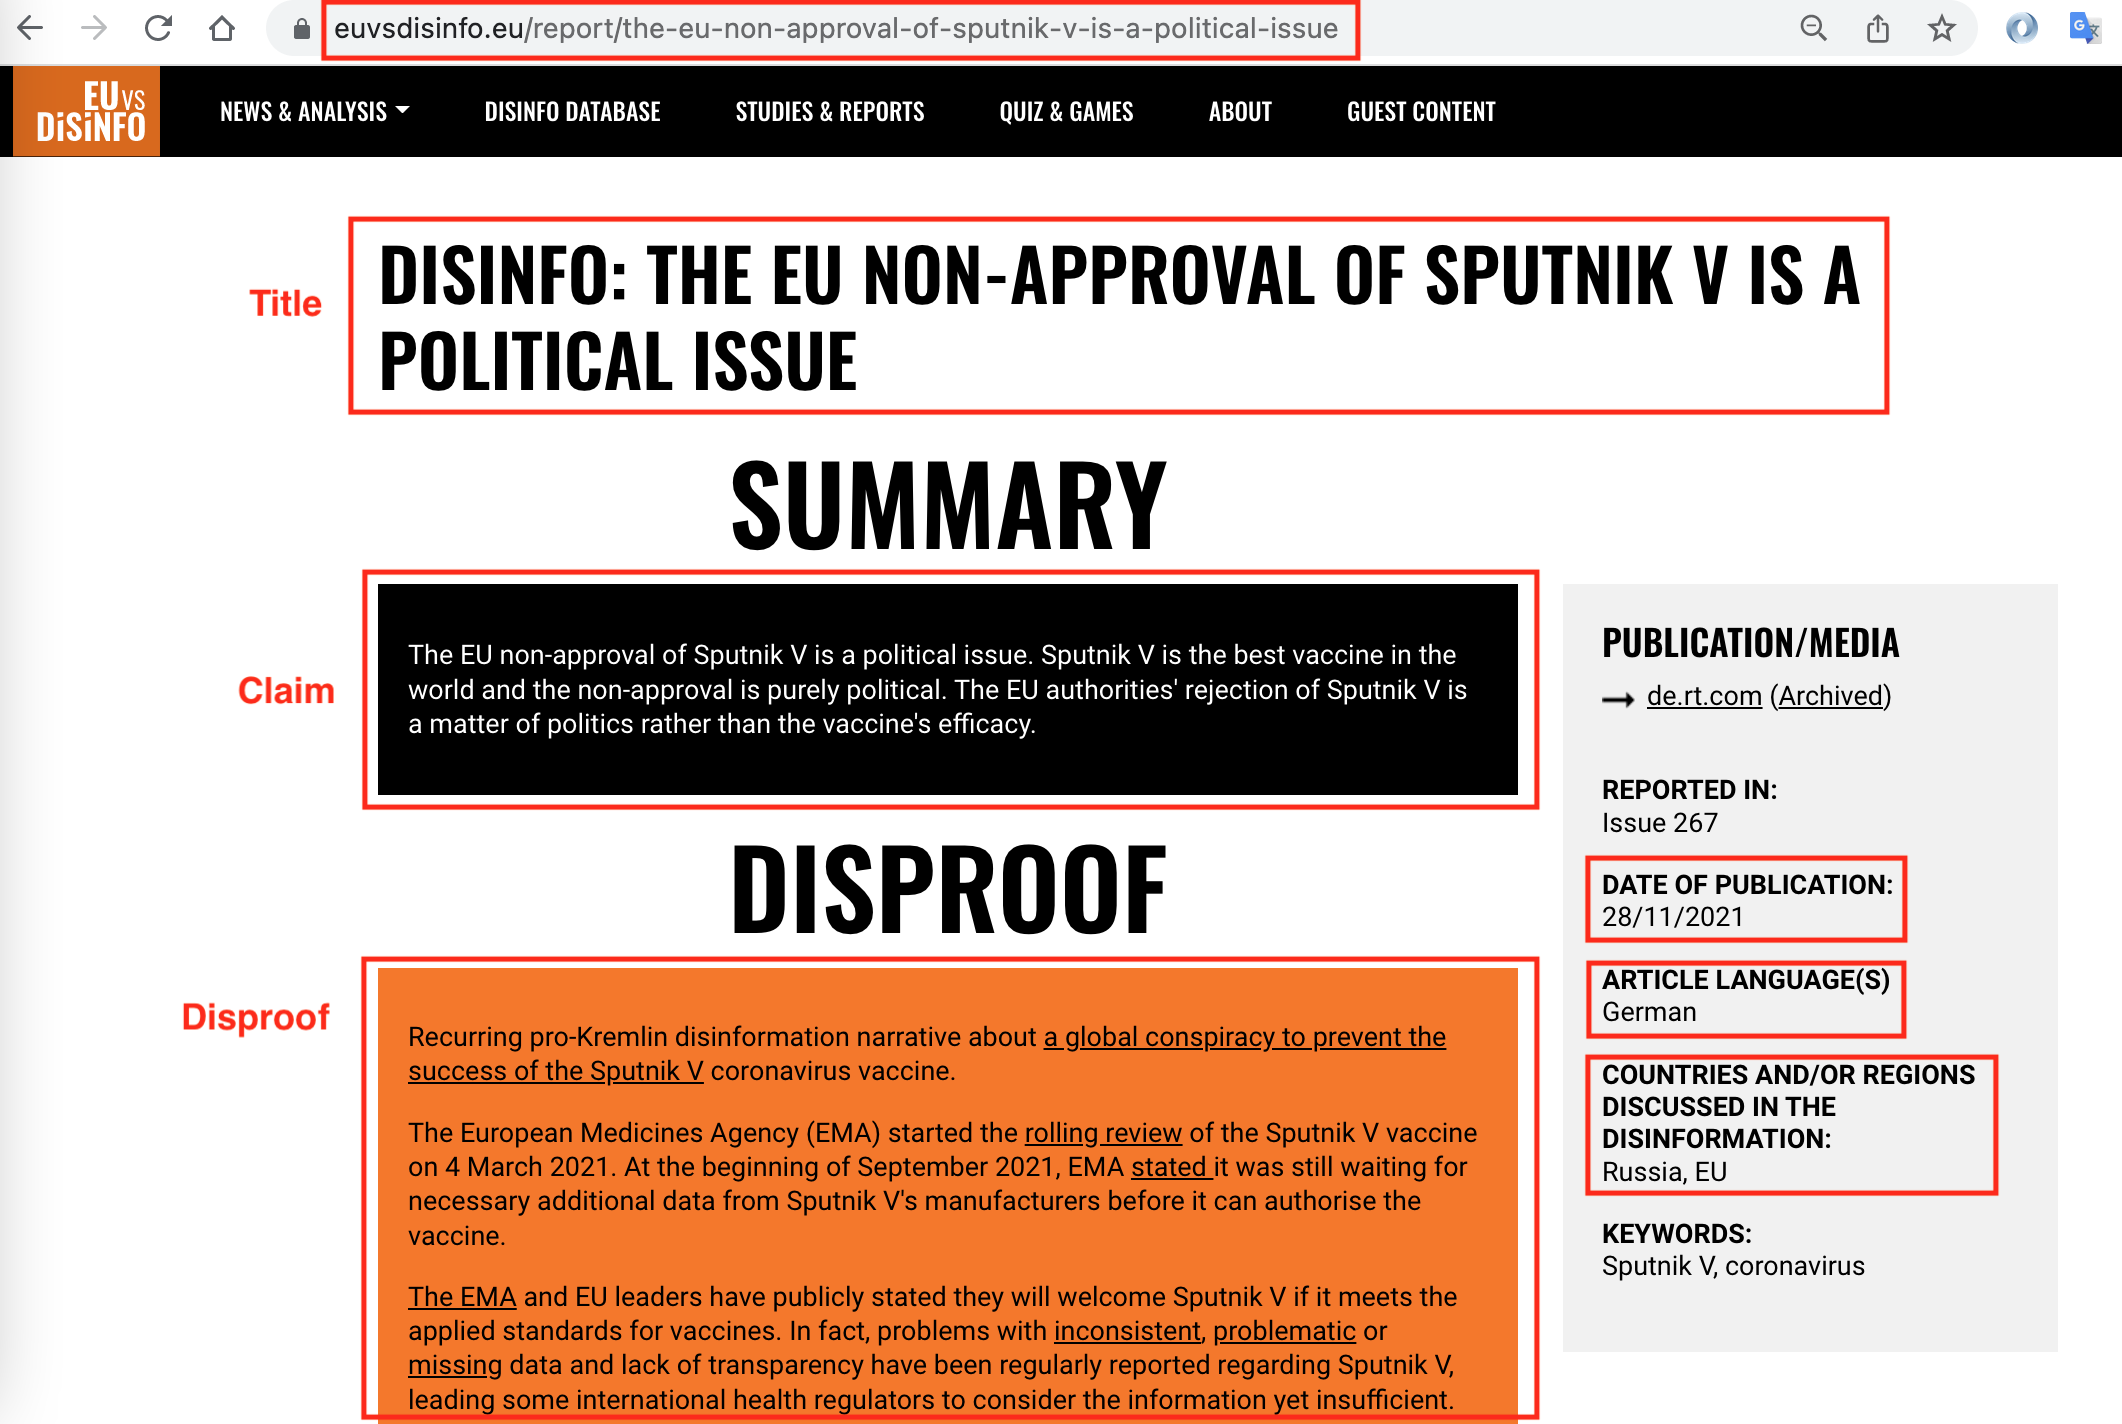 euvsdisinfo.eu/report/the-eu-non-approval-of-sputnik-v-is-a-political-issue
EU VS
DiSiNFO
NEWS & ANALYSIS
DISINFO DATABASE
STUDIES & REPORTS
QUIZ & GAMES
ABOUT
GUEST CONTENT
Title
DISINFO: THE EU NON-APPROVAL OF SPUTNIK V IS A
POLITICAL ISSUE
SUMMARY
Claim
The EU non-approval of Sputnik V is a political issue. Sputnik V is the best vaccine in the
world and the non-approval is purely political. The EU authorities' rejection of Sputnik V is
a matter of politics rather than the vaccine's efficacy.
DISPROOF
Disproof
Recurring pro-Kremlin disinformation narrative about a global conspiracy to prevent the
success of the Sputnik V coronavirus vaccine.
The European Medicines Agency (EMA) started the rolling review of the Sputnik V vaccine
on 4 March 2021. At the beginning of September 2021, EMA stated it was still waiting for
necessary additional data from Sputnik V's manufacturers before it can authorise the
vaccine.
The EMA and EU leaders have publicly stated they will welcome Sputnik V if it meets the
applied standards for vaccines. In fact, problems with inconsistent, problematic or
missing data and lack of transparency have been regularly reported regarding Sputnik V,
leading some international health regulators to consider the information yet insufficient.
PUBLICATION/MEDIA
de.rt.com (Archived)
REPORTED IN:
Issue 267
DATE OF PUBLICATION:
28/11/2021
ARTICLE LANGUAGE(S)
German
COUNTRIES AND/OR REGIONS
DISCUSSED IN THE
DISINFORMATION:
Russia, EU
KEYWORDS:
Sputnik V, coronavirus